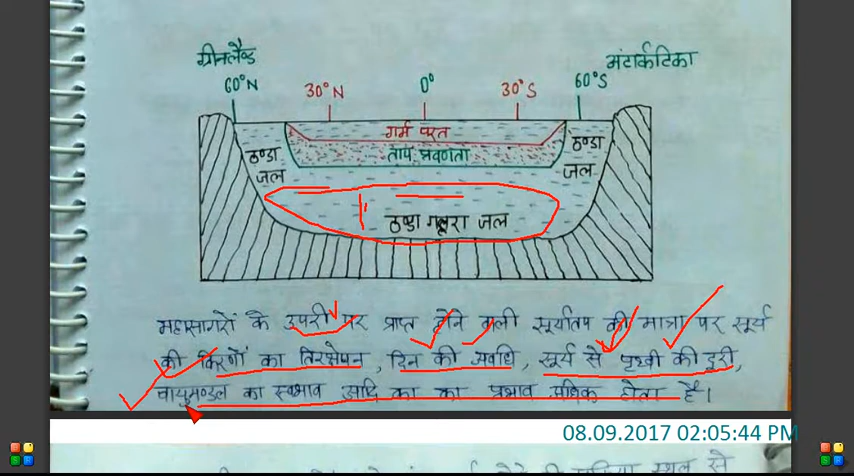 ग्रीनलैण्ड
अंटार्कटिका
60°N
30°N
0°
30°S
60°S
गर्म परत
ताप प्रवणता
ठण्डा
जल
ठण्डा
जल
ठण्डा गहरा जल
महासागरों के उपरी पर प्राप्त होने वाली सूर्यातप की मात्रा पर सूर्य
की किरणों का तिरछापन, दिन की अवधि, सूर्य से पृथ्वी की दूरी,
वायुमण्डल का स्वभाव आदि का का प्रभाव अधिक होता है।
08.09.2017 02:05:44 PM